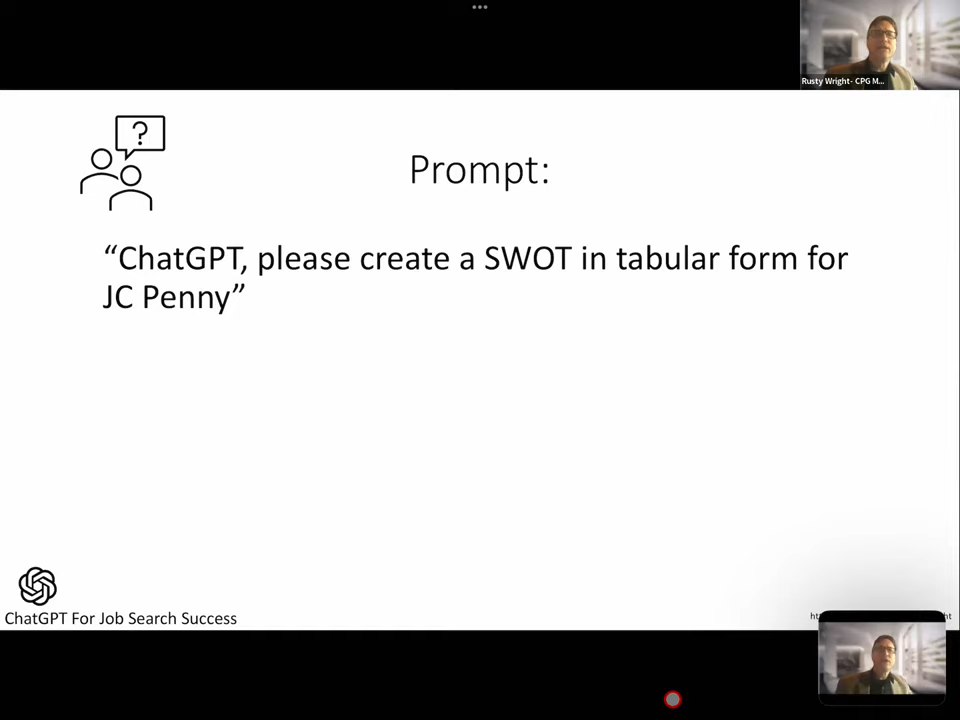 Rusty Wright- CPG M...
?
Prompt:
“ChatGPT, please create a SWOT in tabular form for
JC Penny”
ChatGPT For Job Search Success